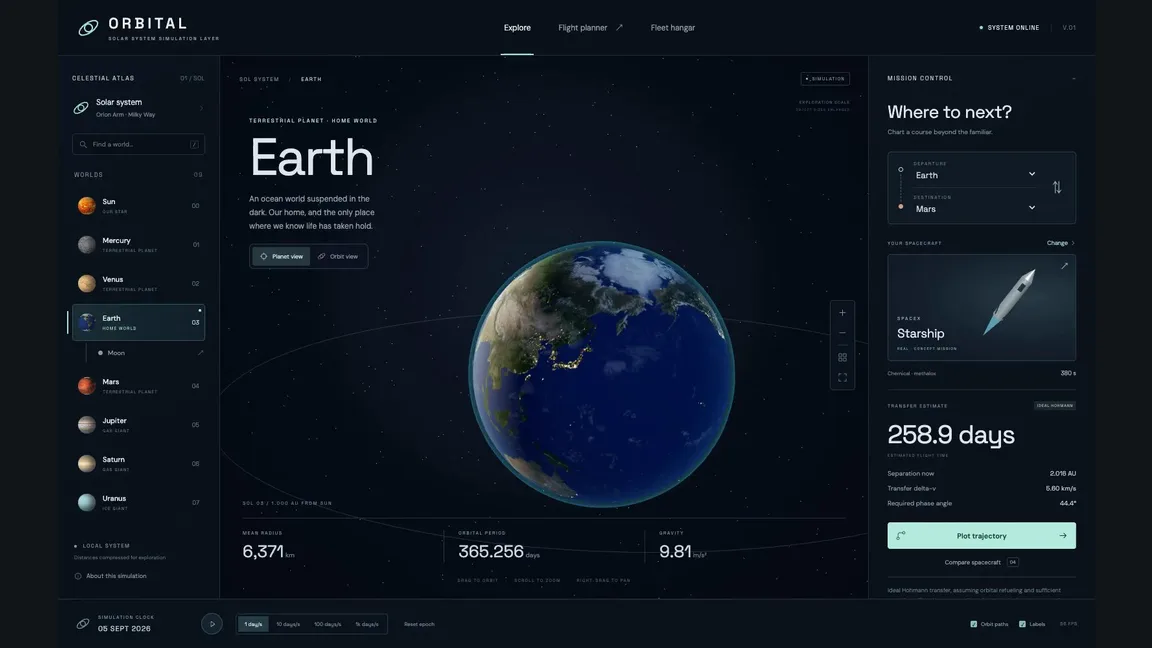 ORBITAL
SOLAR SYSTEM SIMULATION LAYER
Explore
Flight planner
Fleet hangar
SYSTEM ONLINE
V.01
CELESTIAL ATLAS
01 / SOL
Solar system
Orion Arm · Milky Way
Find a world...
/
WORLDS
09
Sun
OUR STAR
00
Mercury
TERRESTRIAL PLANET
01
Venus
TERRESTRIAL PLANET
02
Earth
HOME WORLD
03
Moon
Mars
TERRESTRIAL PLANET
04
Jupiter
GAS GIANT
05
Saturn
GAS GIANT
06
Uranus
ICE GIANT
07
LOCAL SYSTEM
Distances compressed for exploration
About this simulation
SOL SYSTEM / EARTH
SIMULATION
EXPLORATION SCALE
TERRESTRIAL PLANET · HOME WORLD
Earth
An ocean world suspended in the
dark. Our home, and the only place
where we know life has taken hold.
Planet view
Orbit view
SOL 03 / 1.000 AU FROM SUN
MEAN RADIUS
6,371 km
ORBITAL PERIOD
365.256 days
GRAVITY
9.81 m/s²
DRAG TO ORBIT
SCROLL TO ZOOM
RIGHT-DRAG TO PAN
MISSION CONTROL
Where to next?
Chart a course beyond the familiar.
DEPARTURE
Earth
DESTINATION
Mars
YOUR SPACECRAFT
Change
SPACEX
Starship
REAL · CONCEPT MISSION
Chemical · methalox
380 s
TRANSFER ESTIMATE
IDEAL HOHMANN
258.9 days
ESTIMATED FLIGHT TIME
Separation now
2.016 AU
Transfer delta-v
5.60 km/s
Required phase angle
44.4°
Plot trajectory
Compare spacecraft
04
Ideal Hohmann transfer, assuming orbital refueling and sufficient
SIMULATION CLOCK
05 SEPT 2026
1 day/s
10 days/s
100 days/s
1k days/s
Reset epoch
Orbit paths
Labels